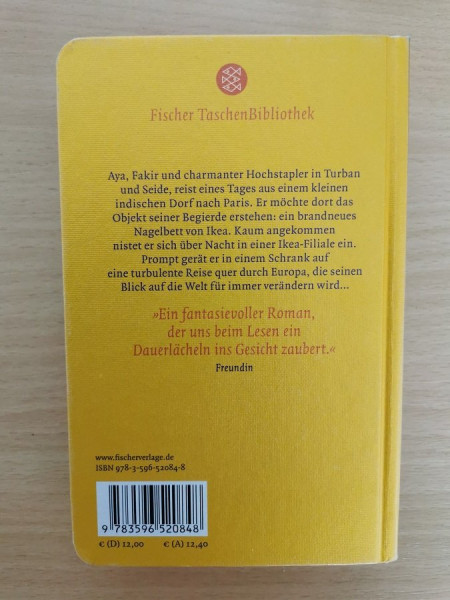 Fischer TaschenBibliothek
Aya, Fakir und charmanter Hochstapler in Turban
und Seide, reist eines Tages aus einem kleinen
indischen Dorf nach Paris. Er möchte dort das
Objekt seiner Begierde erstehen: ein brandneues
Nagelbett von Ikea. Kaum angekommen
nistet er sich über Nacht in einer Ikea-Filiale ein.
Prompt gerät er in einem Schrank auf
eine turbulente Reise quer durch Europa, die seinen
Blick auf die Welt für immer verändern wird...
»Ein fantasievoller Roman,
der uns beim Lesen ein
Dauerlächeln ins Gesicht zaubert.«
Freundin
www.fischerverlage.de
ISBN 978-3-596-52084-8
9 783596 520848
€ (D) 12,00 € (A) 12,40